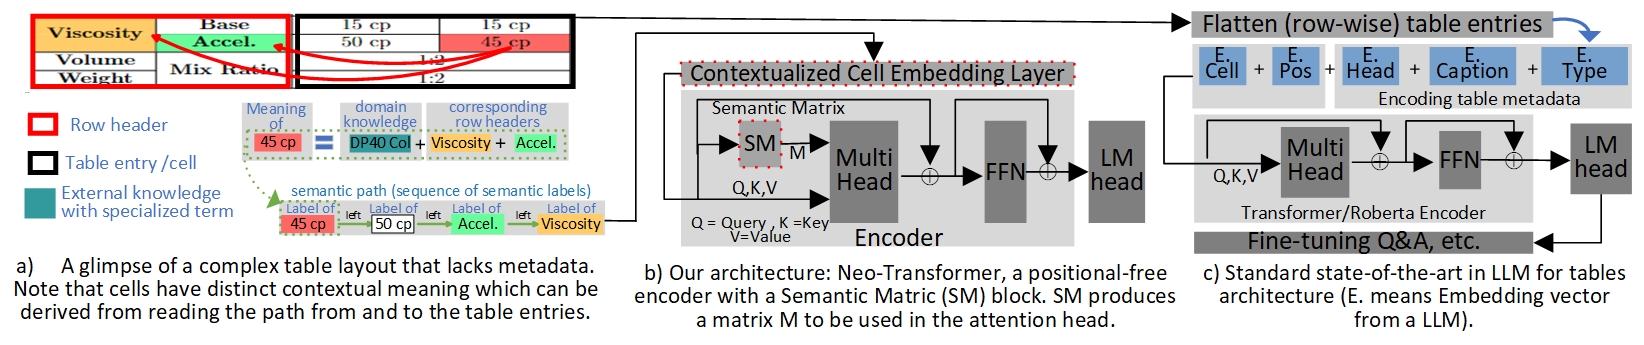 Viscosity
Base
15 cp
15 cp
Accel.
50 cp
45 cp
Volume
Mix Ratio
1:2
Weight
1:2
Row header
Table entry/cell
External knowledge
with specialized term
Meaning
of
45 cp
=
domain
knowledge
DP40 Col
+
corresponding
row headers
Viscosity
+
Accel.
semantic path (sequence of semantic labels)
Label of
45 cp
left
Label of
50 cp
left
Label of
Accel.
left
Label of
Viscosity
a) A glimpse of a complex table layout that lacks metadata.
Note that cells have distinct contextual meaning which can be
derived from reading the path from and to the table entries.
Contextualized Cell Embedding Layer
Semantic Matrix
SM
M
Multi
Head
Q,K,V
FFN
LM
head
Q = Query , K =Key
V=Value
Encoder
b) Our architecture: Neo-Transformer, a positional-free
encoder with a Semantic Matric (SM) block. SM produces
a matrix M to be used in the attention head.
Flatten (row-wise) table entries
E.
Cell
+
E.
Pos
+
E.
Head
+
E.
Caption
+
E.
Type
Encoding table metadata
Q,K,V
Multi
Head
FFN
LM
head
Transformer/Roberta Encoder
Fine-tuning Q&A, etc.
c) Standard state-of-the-art in LLM for tables
architecture (E. means Embedding vector
from a LLM).